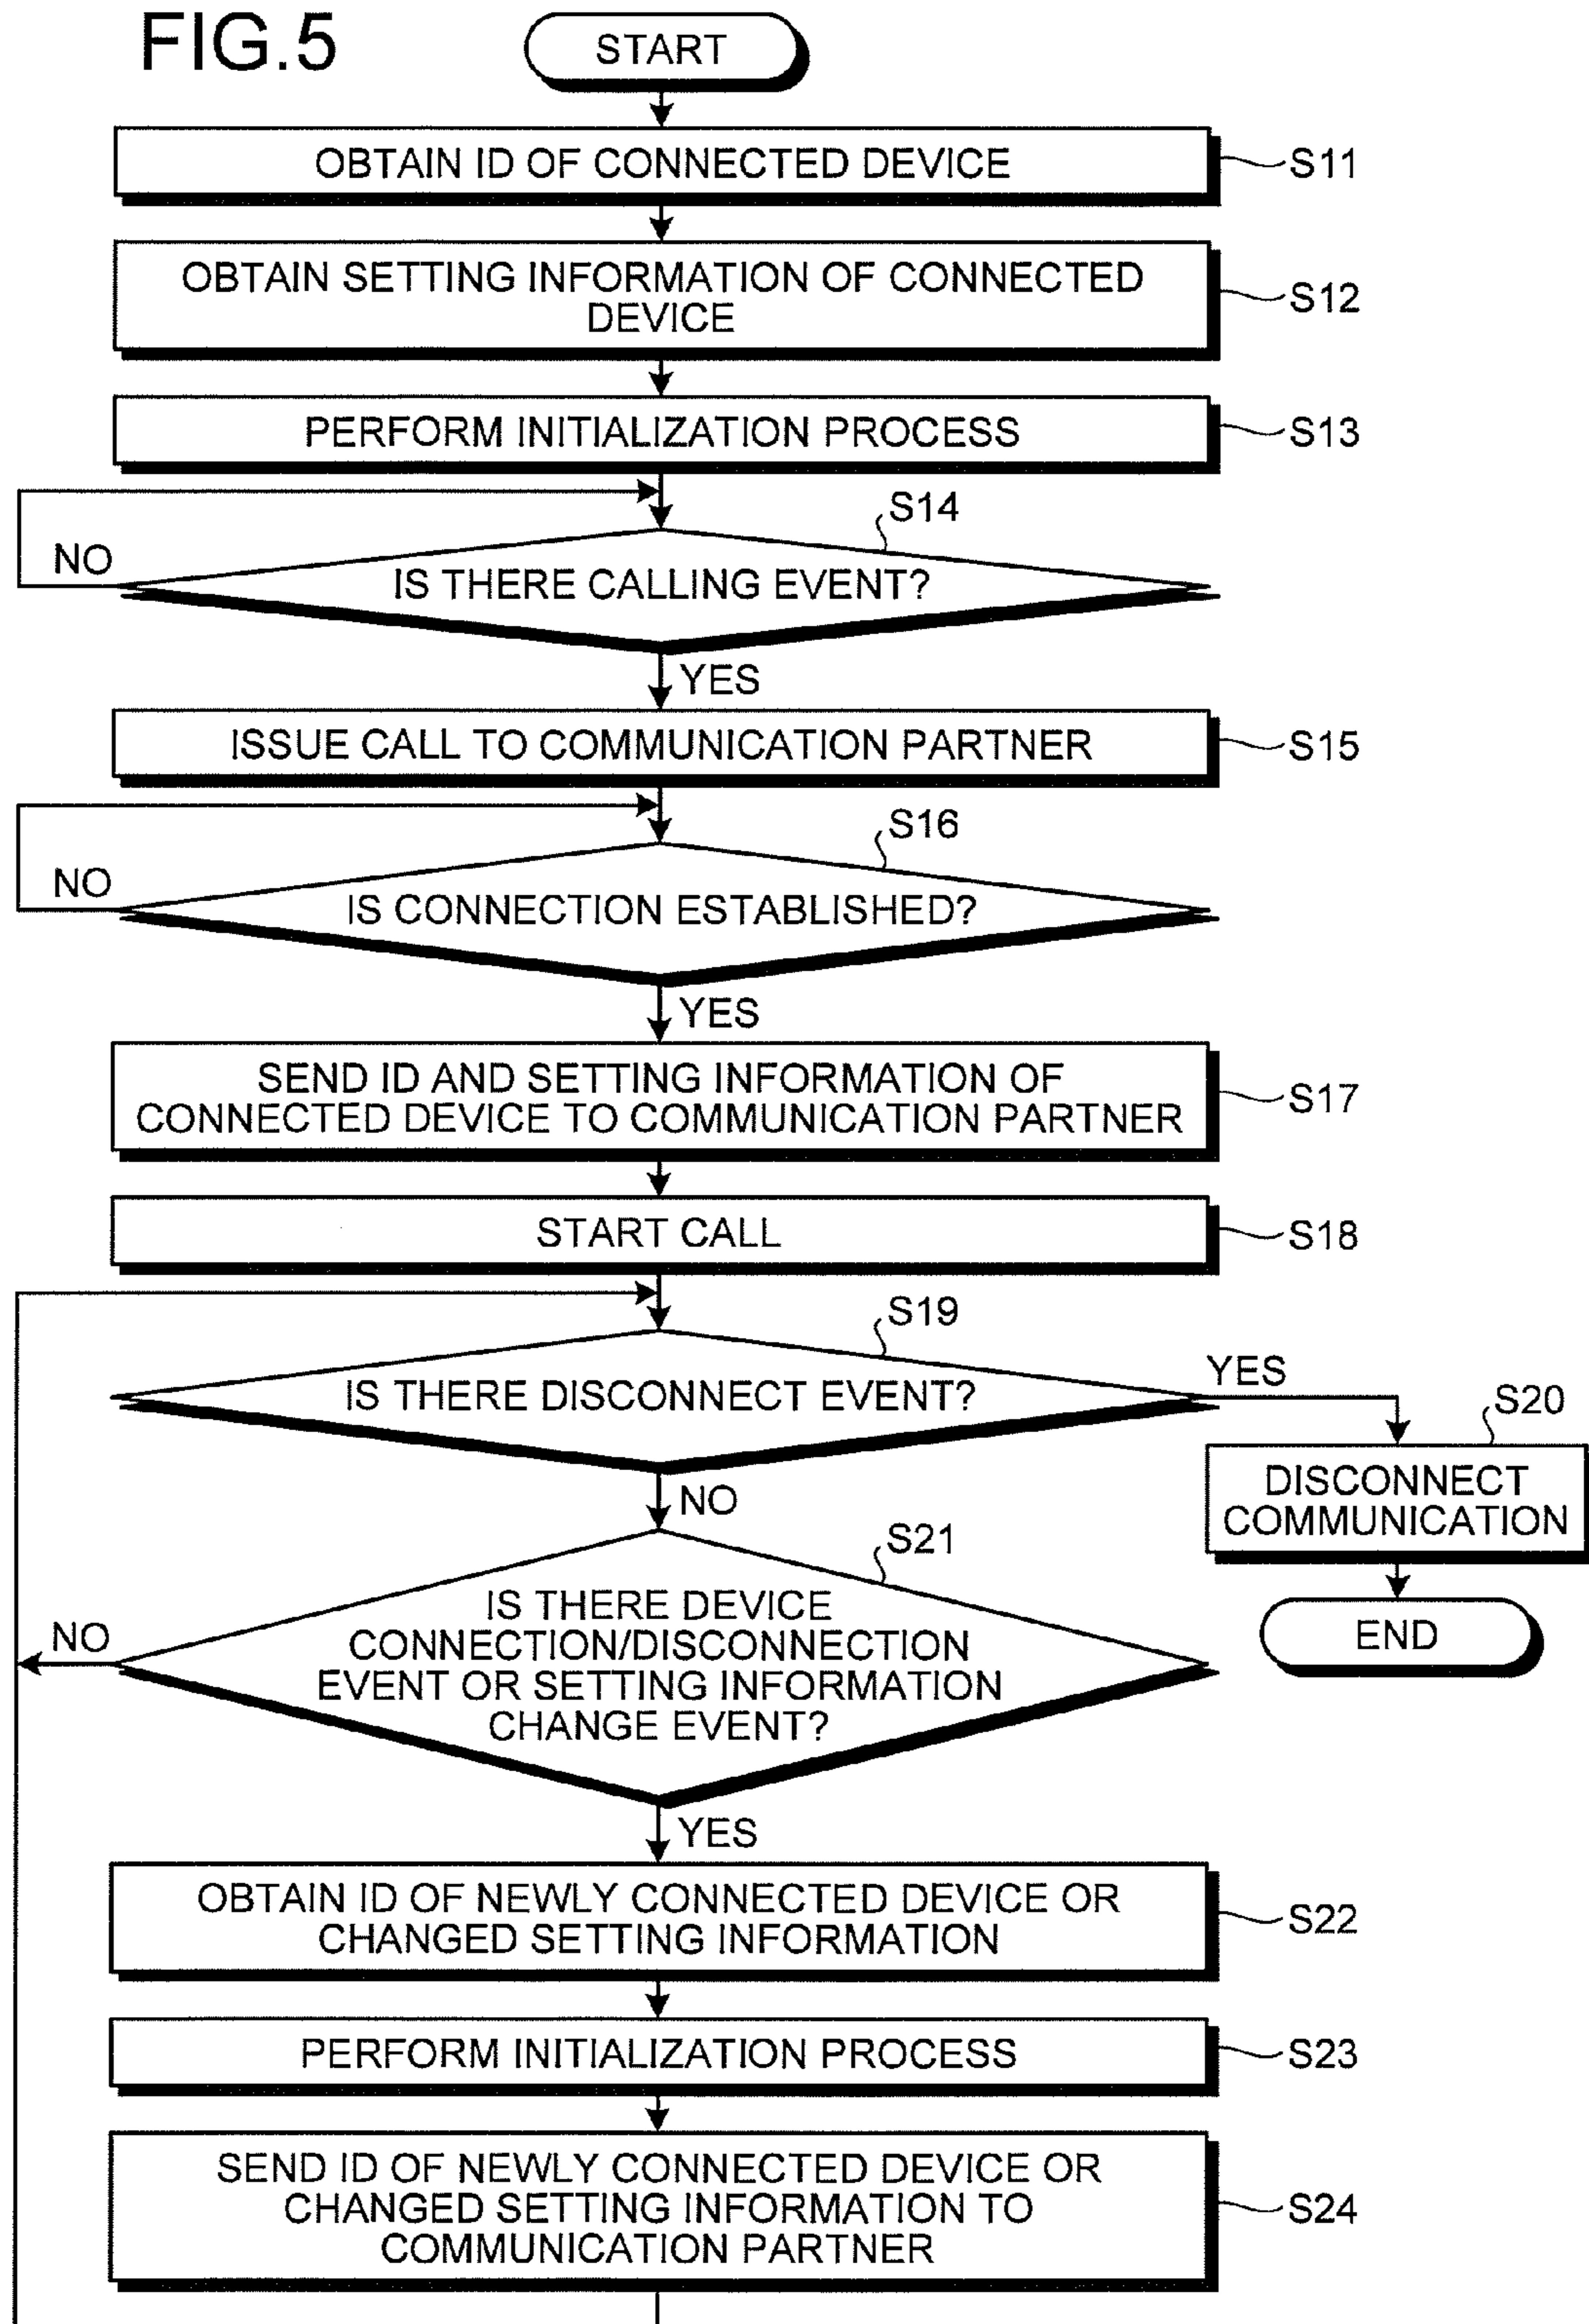 FIG.5
START
OBTAIN ID OF CONNECTED DEVICE
S11
OBTAIN SETTING INFORMATION OF CONNECTED
DEVICE
S12
PERFORM INITIALIZATION PROCESS
S13
S14
NO
IS THERE CALLING EVENT?
YES
ISSUE CALL TO COMMUNICATION PARTNER
S15
S16
NO
IS CONNECTION ESTABLISHED?
YES
SEND ID AND SETTING INFORMATION OF
CONNECTED DEVICE TO COMMUNICATION PARTNER
S17
START CALL
S18
S19
IS THERE DISCONNECT EVENT?
YES
S20
DISCONNECT
COMMUNICATION
END
NO
S21
NO
IS THERE DEVICE
CONNECTION/DISCONNECTION
EVENT OR SETTING INFORMATION
CHANGE EVENT?
YES
OBTAIN ID OF NEWLY CONNECTED DEVICE OR
CHANGED SETTING INFORMATION
S22
PERFORM INITIALIZATION PROCESS
S23
SEND ID OF NEWLY CONNECTED DEVICE OR
CHANGED SETTING INFORMATION TO
COMMUNICATION PARTNER
S24